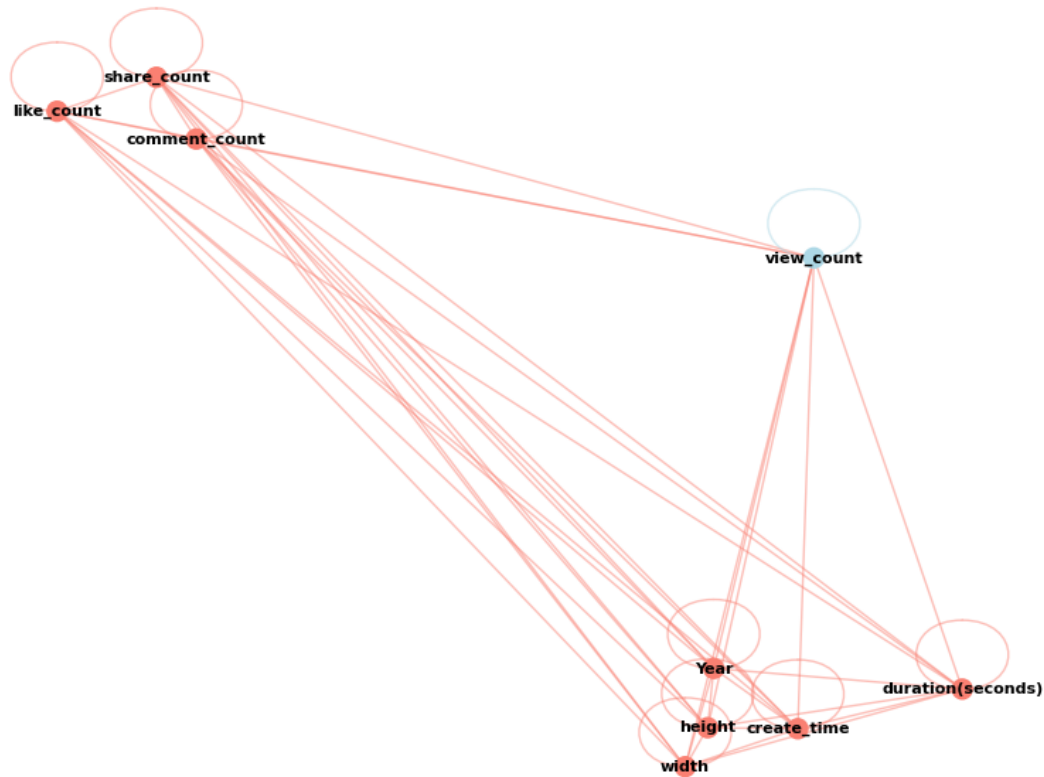 share_count
like_count
comment_count
view_count
Year
duration(seconds)
height
create_time
width